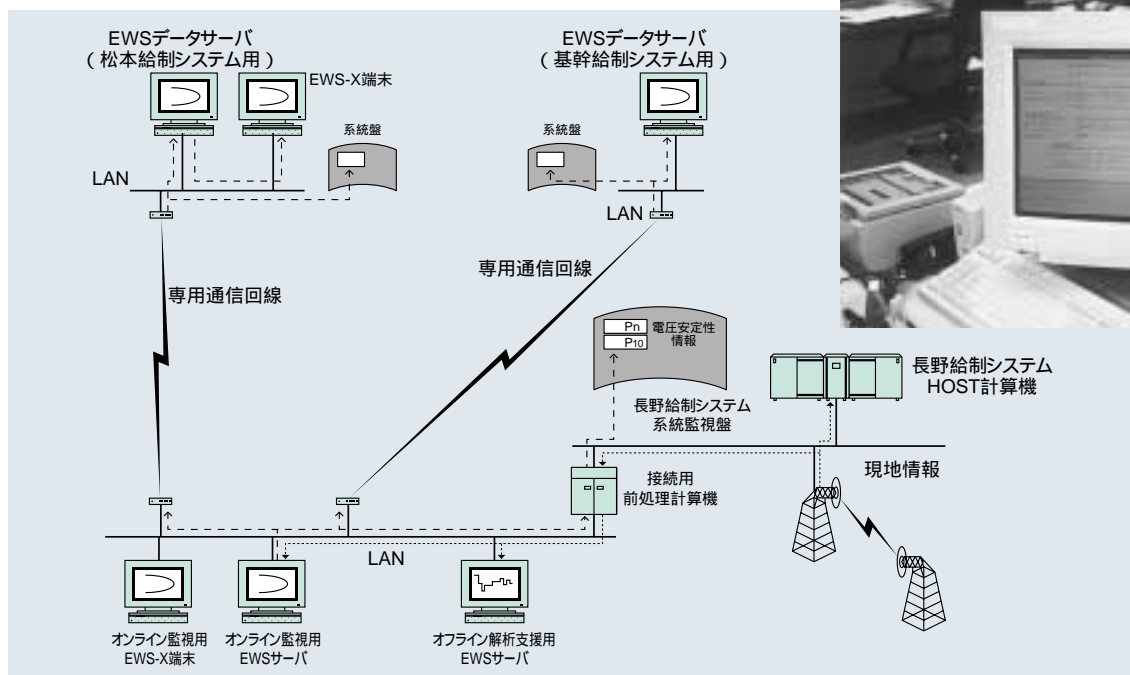 EWSデータサーバ
（松本給制システム用）
EWS-X端末
系統盤
LAN
EWSデータサーバ
（基幹給制システム用）
系統盤
LAN
専用通信回線
専用通信回線
Pn
P10
電圧安定性
情報
長野給制システム
系統監視盤
長野給制システム
HOST計算機
現地情報
接続用
前処理計算機
LAN
オンライン監視用
EWS-X端末
オンライン監視用
EWSサーバ
オフライン解析支援用
EWSサーバ